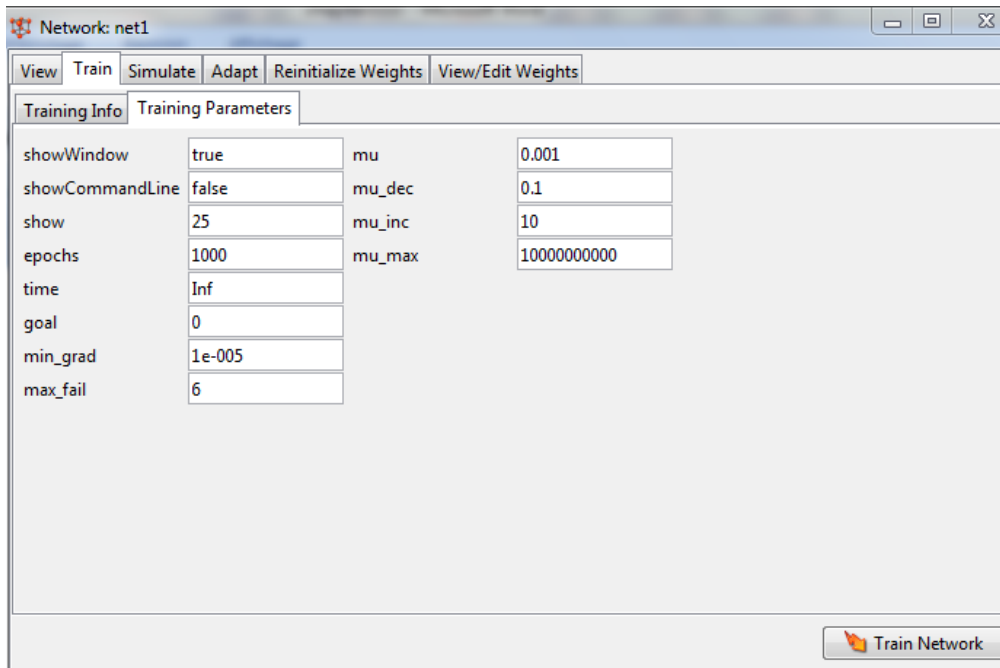 Network: net1
View Train Simulate Adapt Reinitialize Weights View/Edit Weights
Training Info Training Parameters
showWindow true mu 0.001
showCommandLine false mu_dec 0.1
show 25 mu_inc 10
epochs 1000 mu_max 10000000000
time Inf
goal 0
min_grad 1e-005
max_fail 6
Train Network